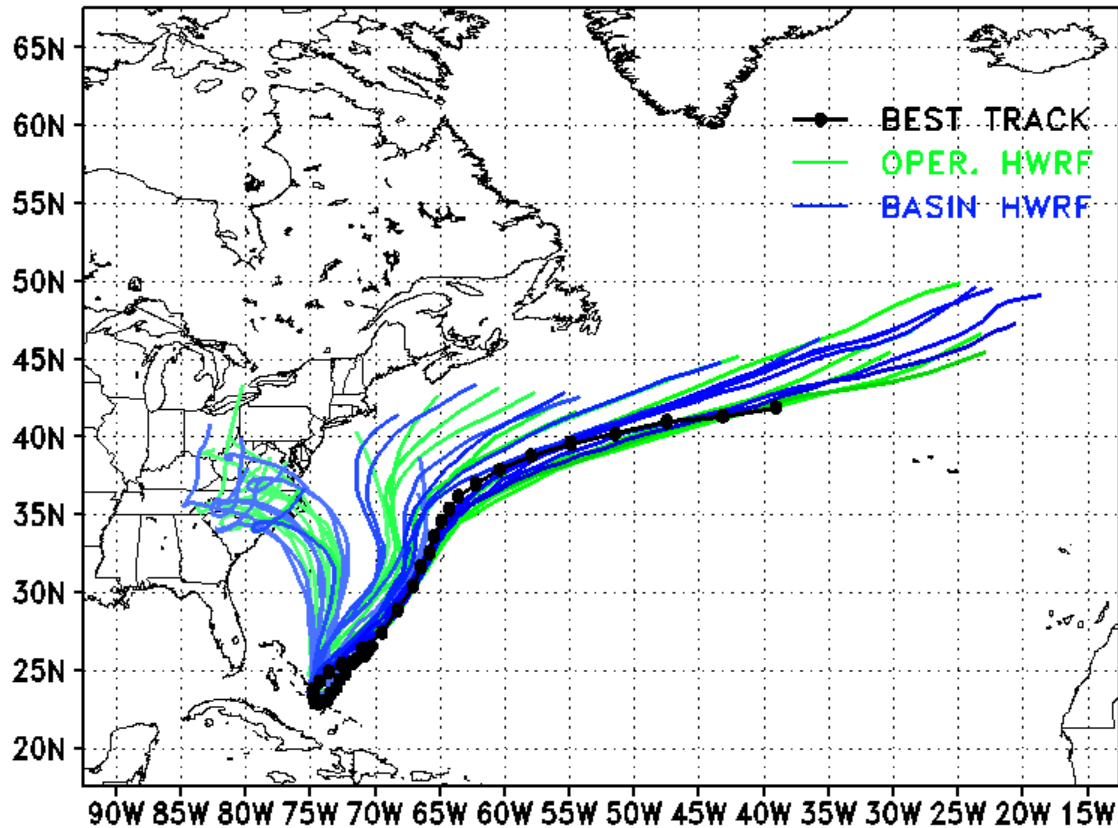 65N
60N
BEST TRACK
OPER. HWRF
BASIN HWRF
55N
50N
45N
40N
35N
30N
25N
20N
90W 85W 80W 75W 70W 65W 60W 55W 50W 45W 40W 35W 30W 25W 20W 15W